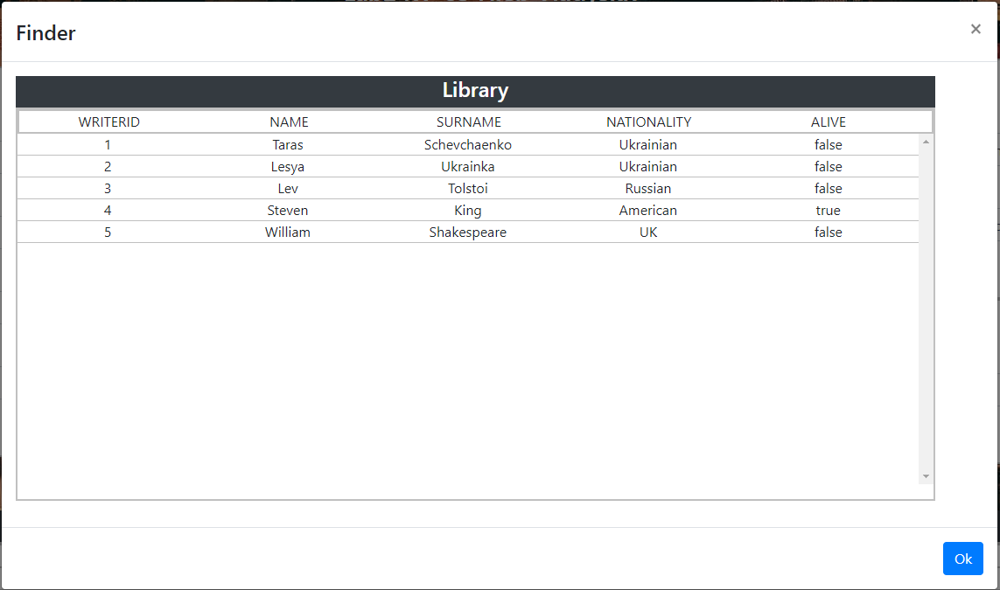 Finder ×
Library
WRITERID NAME SURNAME NATIONALITY ALIVE
1 Taras Schevchaenko Ukrainian false
2 Lesya Ukrainka Ukrainian false
3 Lev Tolstoi Russian false
4 Steven King American true
5 William Shakespeare UK false
Ok